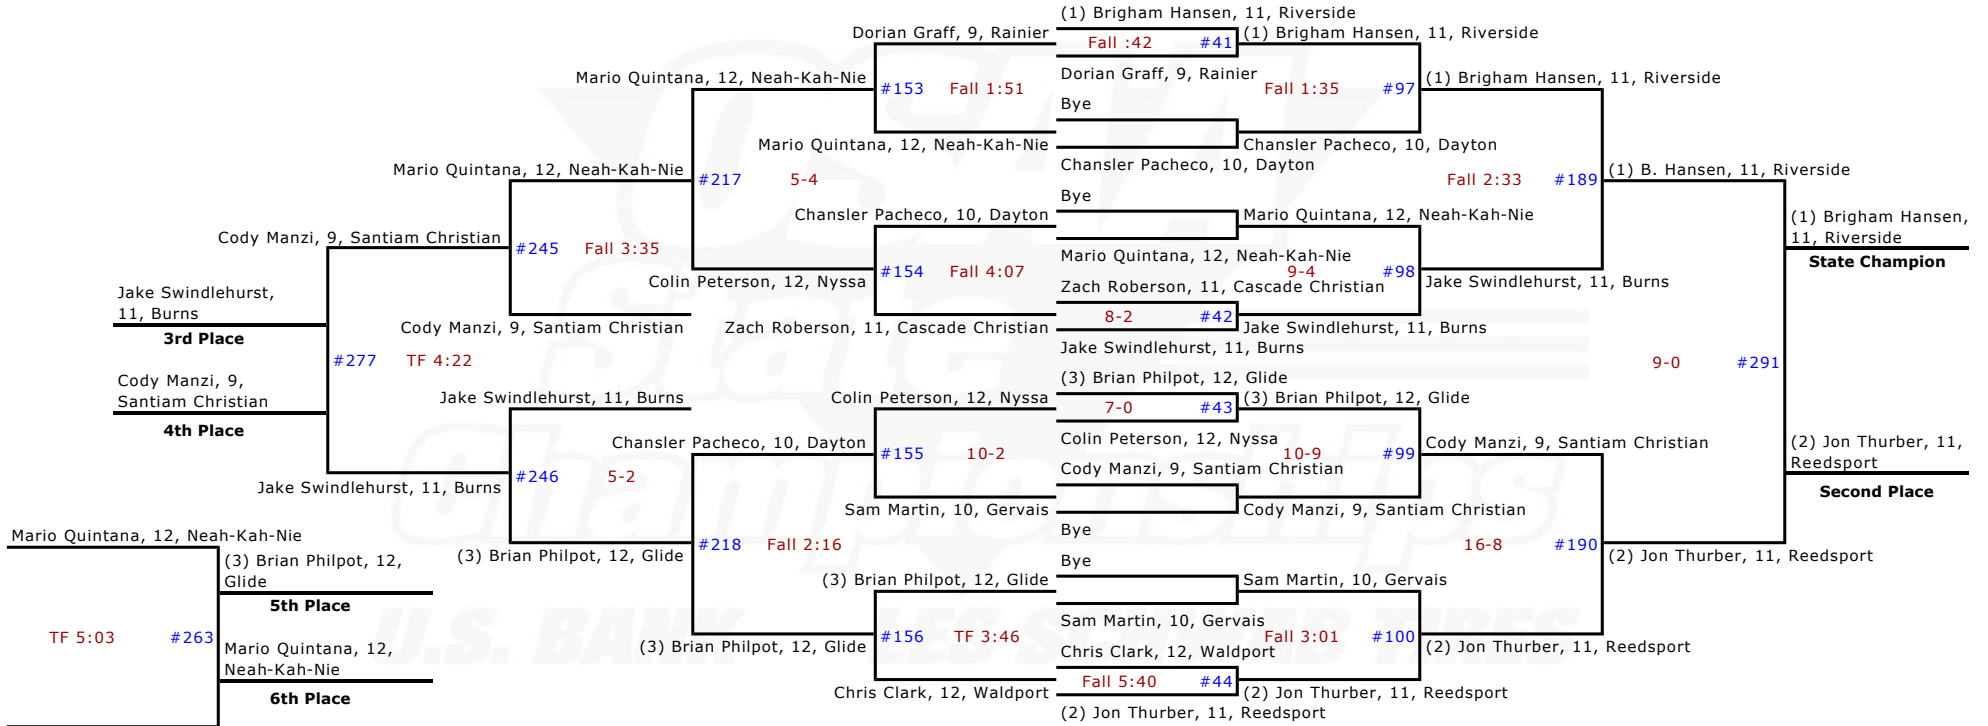 (1) Brigham Hansen, 11, Riverside
Dorian Graff, 9, Rainier
Fall :42 #41
(1) Brigham Hansen, 11, Riverside
Mario Quintana, 12, Neah-Kah-Nie
Dorian Graff, 9, Rainier
(1) Brigham Hansen, 11, Riverside
#153 Fall 1:51
Fall 1:35 #97
Bye
Mario Quintana, 12, Neah-Kah-Nie
Chansler Pacheco, 10, Dayton
Chansler Pacheco, 10, Dayton
Mario Quintana, 12, Neah-Kah-Nie
#217 5-4
Fall 2:33 #189
(1) B. Hansen, 11, Riverside
Bye
Chansler Pacheco, 10, Dayton
Mario Quintana, 12, Neah-Kah-Nie
(1) Brigham Hansen,
11, Riverside
State Champion
Cody Manzi, 9, Santiam Christian
#245 Fall 3:35
Mario Quintana, 12, Neah-Kah-Nie
#154 Fall 4:07
9-4 #98
Colin Peterson, 12, Nyssa
Zach Roberson, 11, Cascade Christian
Jake Swindlehurst, 11, Burns
Jake Swindlehurst,
11, Burns
3rd Place
8-2 #42
Cody Manzi, 9, Santiam Christian
Zach Roberson, 11, Cascade Christian
Jake Swindlehurst, 11, Burns
Jake Swindlehurst, 11, Burns
#277 TF 4:22
9-0 #291
Cody Manzi, 9,
Santiam Christian
4th Place
(3) Brian Philpot, 12, Glide
Jake Swindlehurst, 11, Burns
Colin Peterson, 12, Nyssa
7-0 #43
(3) Brian Philpot, 12, Glide
Chansler Pacheco, 10, Dayton
Colin Peterson, 12, Nyssa
Cody Manzi, 9, Santiam Christian
#155 10-2
10-9 #99
(2) Jon Thurber, 11,
Reedsport
Second Place
Cody Manzi, 9, Santiam Christian
#246 5-2
Jake Swindlehurst, 11, Burns
Sam Martin, 10, Gervais
Cody Manzi, 9, Santiam Christian
Bye
Mario Quintana, 12, Neah-Kah-Nie
(3) Brian Philpot, 12, Glide
#218 Fall 2:16
16-8 #190
(2) Jon Thurber, 11, Reedsport
(3) Brian Philpot, 12,
Glide
5th Place
Bye
(3) Brian Philpot, 12, Glide
Sam Martin, 10, Gervais
Sam Martin, 10, Gervais
TF 5:03 #263
#156 TF 3:46
Fall 3:01 #100
(3) Brian Philpot, 12, Glide
Chris Clark, 12, Waldport
(2) Jon Thurber, 11, Reedsport
Mario Quintana, 12,
Neah-Kah-Nie
6th Place
Fall 5:40 #44
Chris Clark, 12, Waldport
(2) Jon Thurber, 11, Reedsport
(2) Jon Thurber, 11, Reedsport
OSAA
State
Championships
U.S. BANK LES SCHWAB TIRES